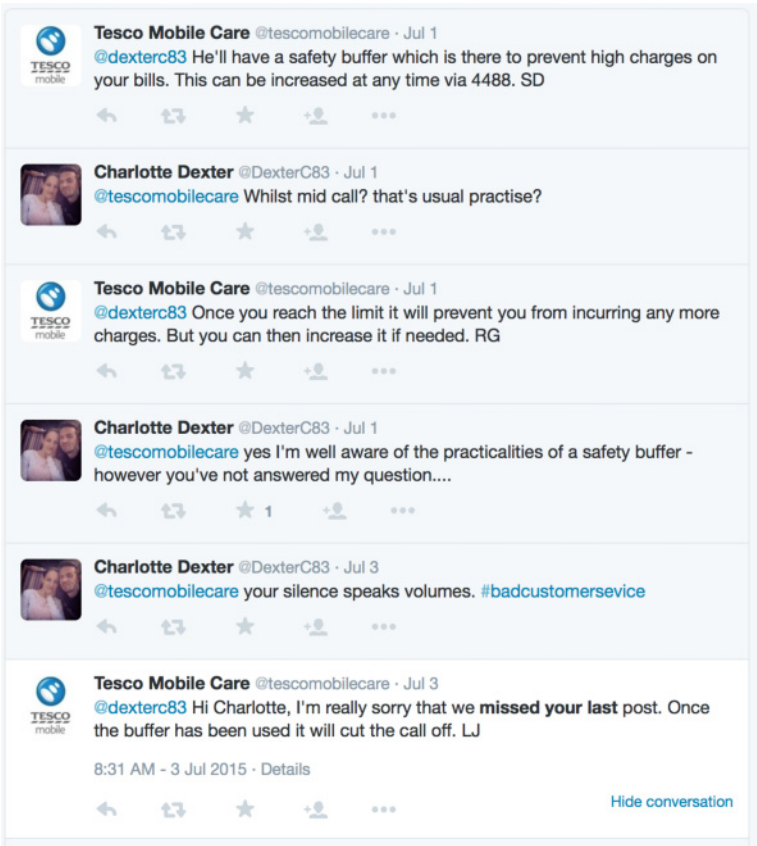 Tesco Mobile Care @tescomobilecare · Jul 1
TESCO
mobile
@dexterc83 He'll have a safety buffer which is there to prevent high charges on
your bills. This can be increased at any time via 4488. SD
Charlotte Dexter @DexterC83 · Jul 1
@tescomobilecare Whilst mid call? that's usual practise?
Tesco Mobile Care @tescomobilecare · Jul 1
TESCO
mobile
@dexterc83 Once you reach the limit it will prevent you from incurring any more
charges. But you can then increase it if needed. RG
Charlotte Dexter @DexterC83 · Jul 1
@tescomobilecare yes I'm well aware of the practicalities of a safety buffer -
however you've not answered my question....
1
Charlotte Dexter @DexterC83 · Jul 3
@tescomobilecare your silence speaks volumes. #badcustomersevice
Tesco Mobile Care @tescomobilecare · Jul 3
TESCO
mobile
@dexterc83 Hi Charlotte, I'm really sorry that we missed your last post. Once
the buffer has been used it will cut the call off. LJ
8:31 AM - 3 Jul 2015 · Details
Hide conversation